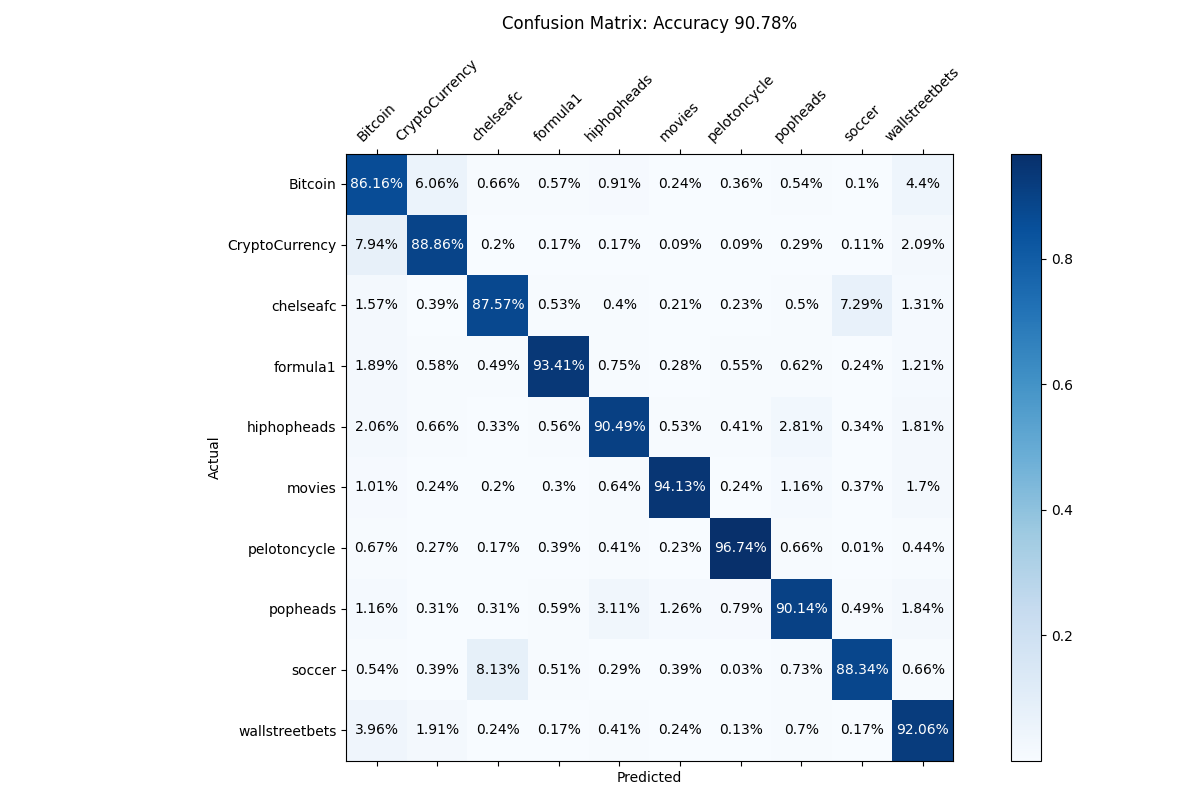 Confusion Matrix: Accuracy 90.78%
Bitcoin CryptoCurrency chelseafc formula1 hiphopheads movies pelotoncycle popheads soccer wallstreetbets
Bitcoin 86.16% 6.06% 0.66% 0.57% 0.91% 0.24% 0.36% 0.54% 0.1% 4.4%
CryptoCurrency 7.94% 88.86% 0.2% 0.17% 0.17% 0.09% 0.09% 0.29% 0.11% 2.09%
chelseafc 1.57% 0.39% 87.57% 0.53% 0.4% 0.21% 0.23% 0.5% 7.29% 1.31%
formula1 1.89% 0.58% 0.49% 93.41% 0.75% 0.28% 0.55% 0.62% 0.24% 1.21%
hiphopheads 2.06% 0.66% 0.33% 0.56% 90.49% 0.53% 0.41% 2.81% 0.34% 1.81%
movies 1.01% 0.24% 0.2% 0.3% 0.64% 94.13% 0.24% 1.16% 0.37% 1.7%
pelotoncycle 0.67% 0.27% 0.17% 0.39% 0.41% 0.23% 96.74% 0.66% 0.01% 0.44%
popheads 1.16% 0.31% 0.31% 0.59% 3.11% 1.26% 0.79% 90.14% 0.49% 1.84%
soccer 0.54% 0.39% 8.13% 0.51% 0.29% 0.39% 0.03% 0.73% 88.34% 0.66%
wallstreetbets 3.96% 1.91% 0.24% 0.17% 0.41% 0.24% 0.13% 0.7% 0.17% 92.06%
Actual
Predicted
0.8
0.6
0.4
0.2